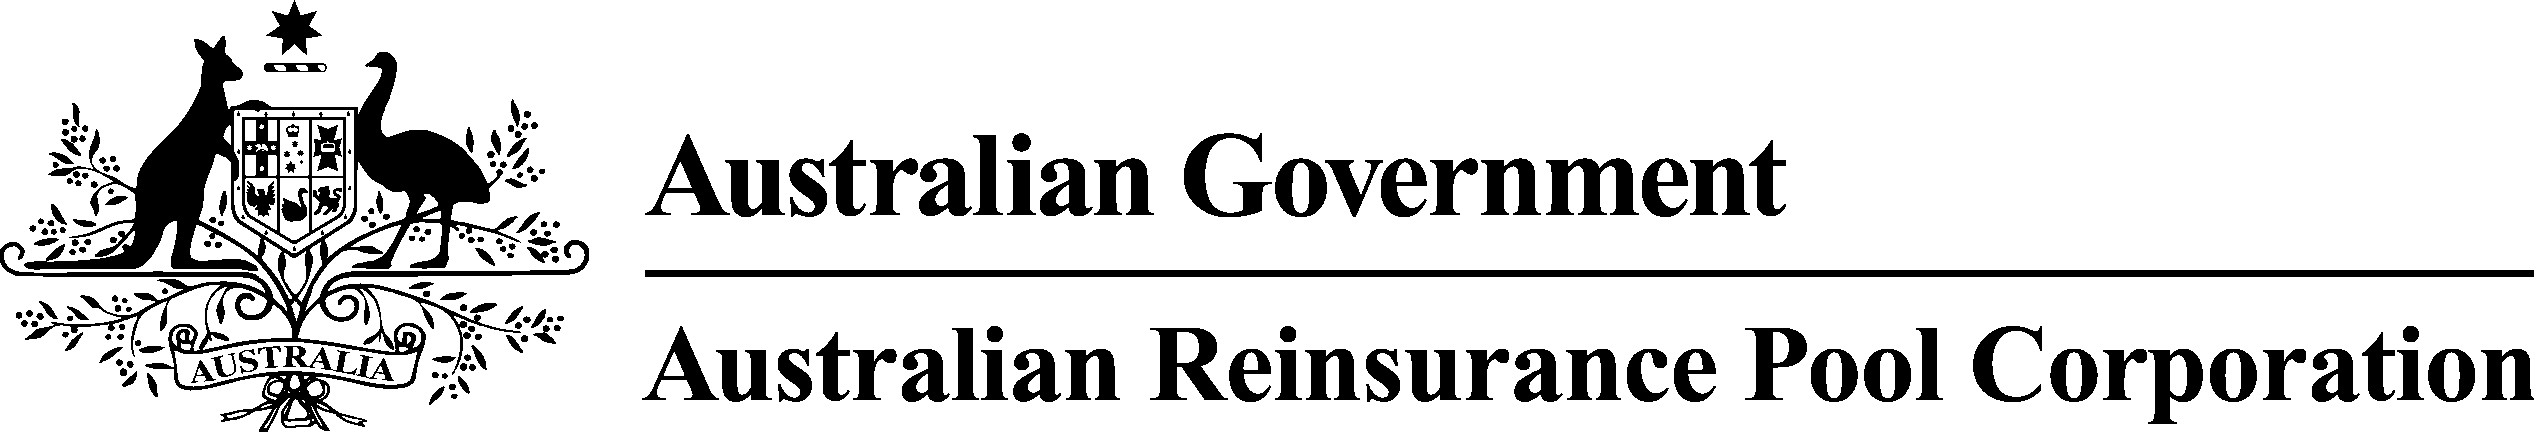 AUSTRALIA
Australian Government
Australian Reinsurance Pool Corporation